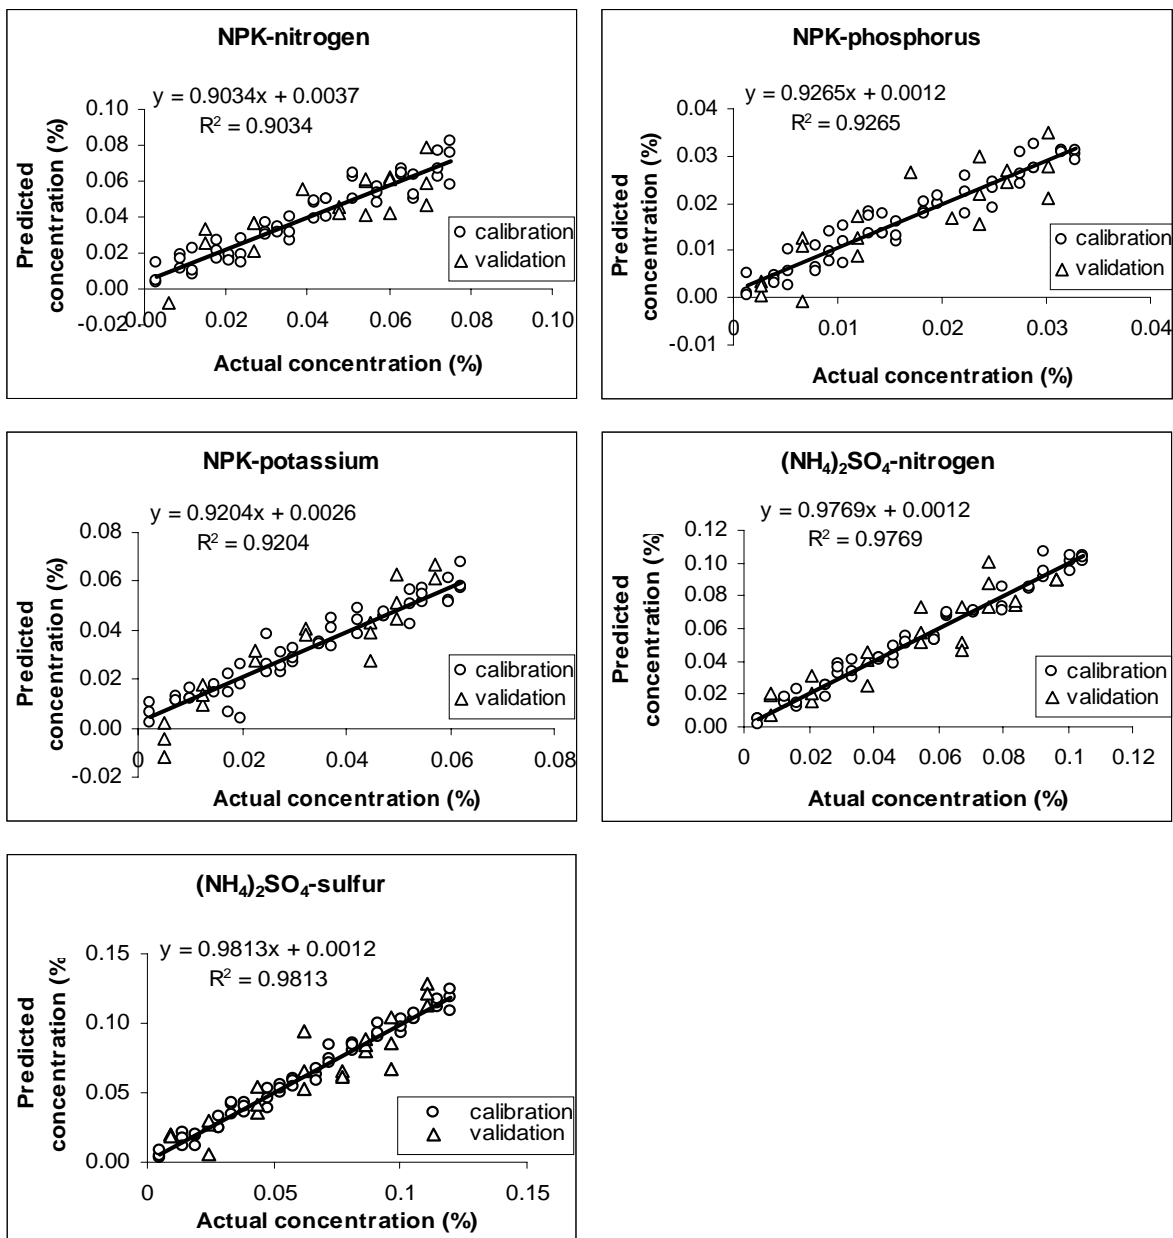 NPK-nitrogen
y = 0.9034x + 0.0037
R² = 0.9034
0.10
0.08
0.06
0.04
0.02
0.00
-0.02
0.00
0.02
0.04
0.06
0.08
0.10
Predicted
concentration (%)
Actual concentration (%)
calibration
validation
NPK-phosphorus
y = 0.9265x + 0.0012
R² = 0.9265
0.04
0.03
0.02
0.01
0.00
-0.01
0
0.01
0.02
0.03
0.04
Predicted
concentration (%)
Actual concentration (%)
calibration
validation
NPK-potassium
y = 0.9204x + 0.0026
R² = 0.9204
0.08
0.06
0.04
0.02
0.00
-0.02
0
0.02
0.04
0.06
0.08
Predicted
concentration (%)
Actual concentration (%)
calibration
validation
(NH₄)₂SO₄-nitrogen
y = 0.9769x + 0.0012
R² = 0.9769
0.12
0.10
0.08
0.06
0.04
0.02
0.00
0
0.02
0.04
0.06
0.08
0.1
0.12
Predicted
concentration (%)
Atual concentration (%)
calibration
validation
(NH₄)₂SO₄-sulfur
y = 0.9813x + 0.0012
R² = 0.9813
0.15
0.10
0.05
0.00
0
0.05
0.1
0.15
Predicted
concentration (%
Actual concentration (%)
calibration
validation